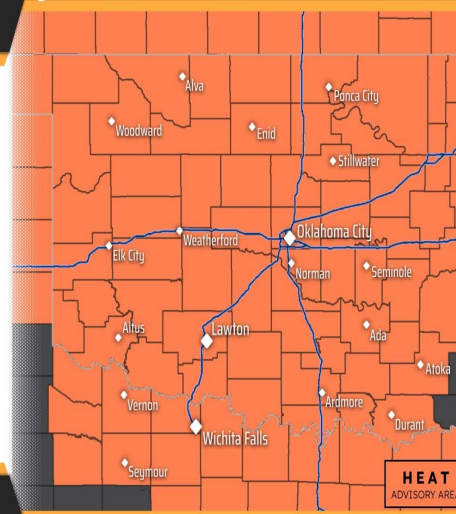 Alva
Ponca City
Woodward
Enid
Stillwater
Oklahoma City
Weatherford
Elk City
Norman
Seminole
Altus
Lawton
Ada
Atoka
Vernon
Ardmore
Durant
Wichita Falls
Seymour
HEAT
ADVISORY AREA